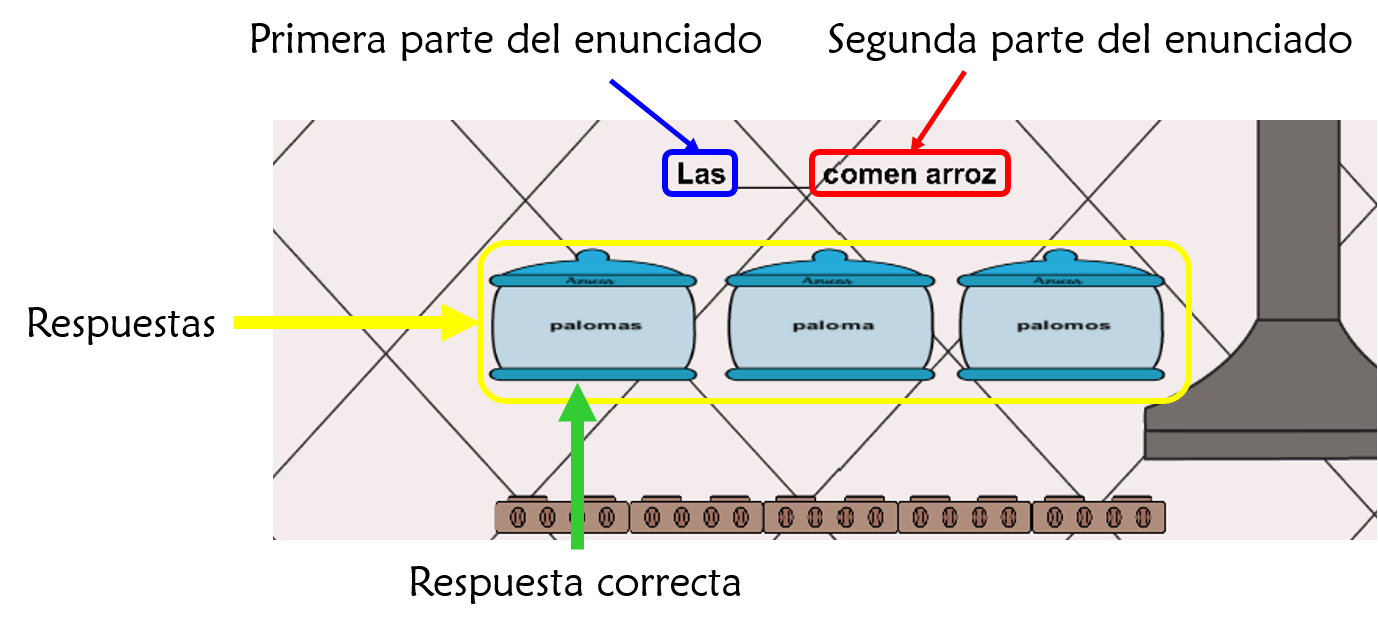 Primera parte del enunciado
Segunda parte del enunciado
Las
comen arroz
Respuestas
Azucar Azucar Azucar
palomas paloma palomos
Respuesta correcta